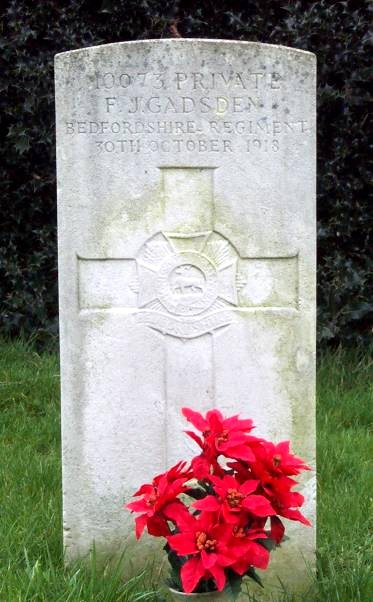 10073 PRIVATE
F. J. GADSDEN
BEDFORDSHIRE REGIMENT
30TH OCTOBER 1918